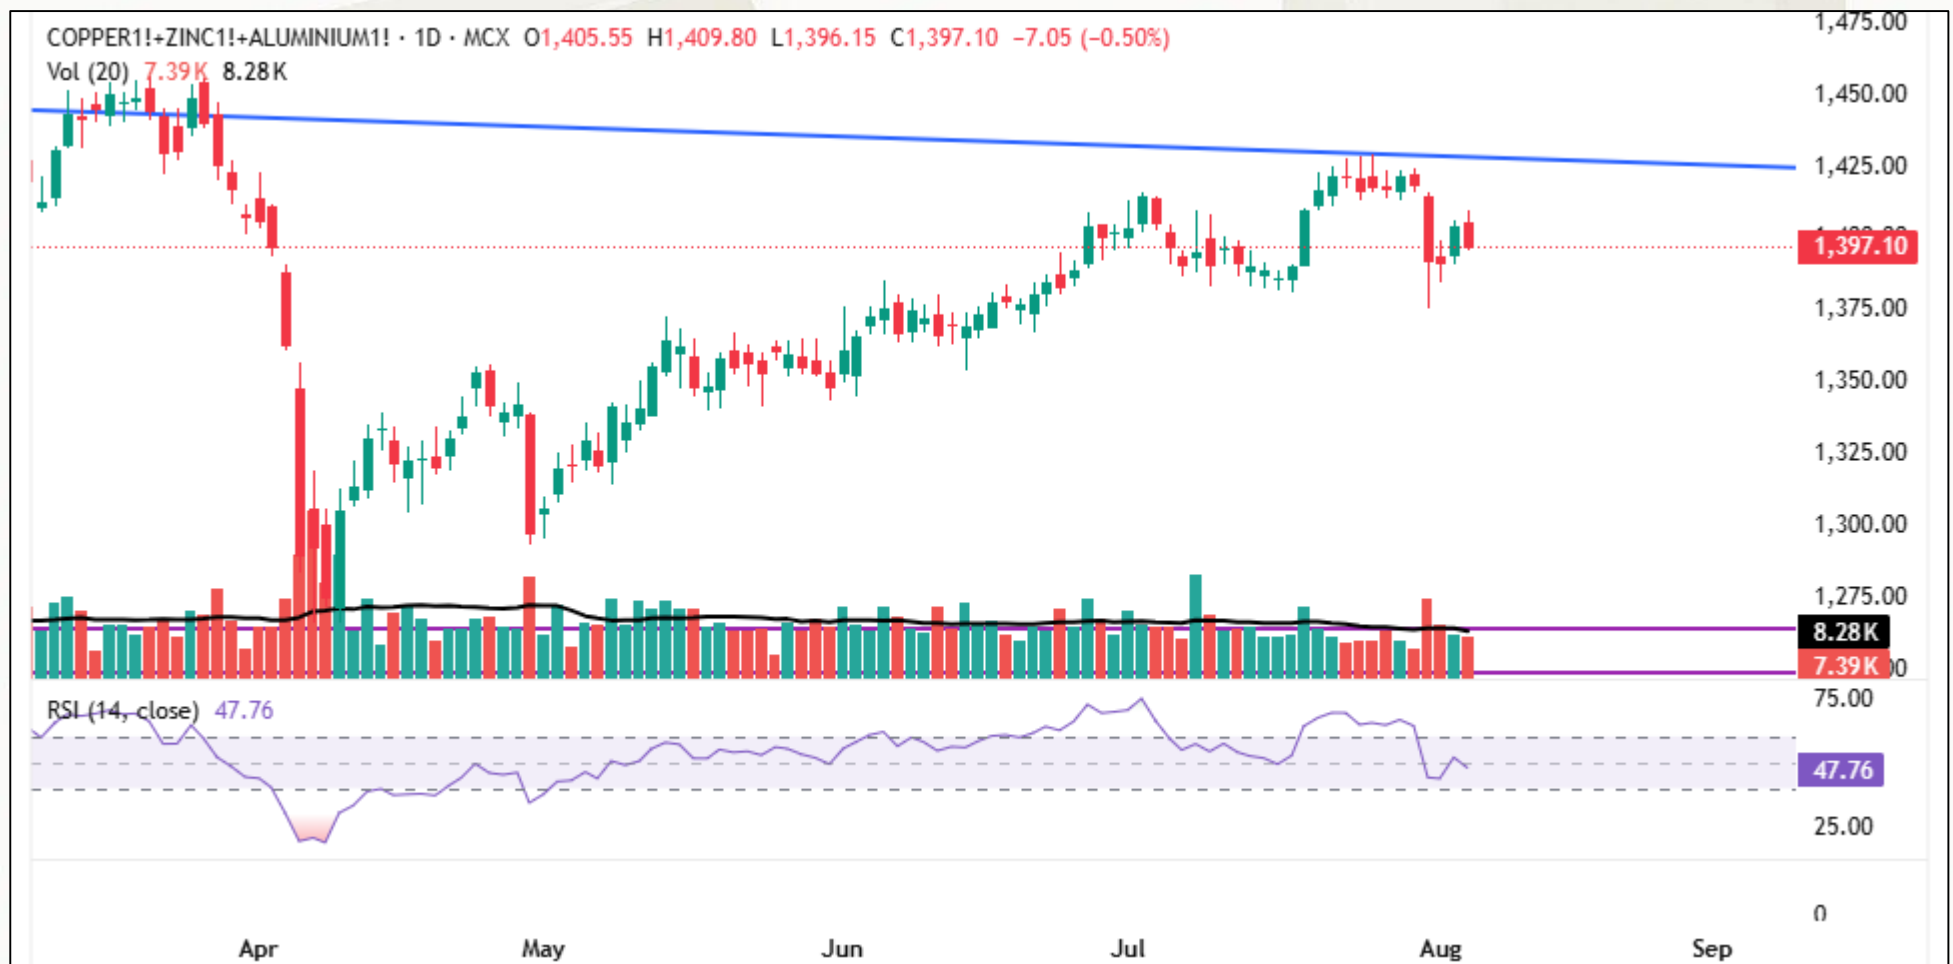 COPPER1!+ZINC1!+ALUMINIUM1! · 1D · MCX O1,405.55 H1,409.80 L1,396.15 C1,397.10 −7.05 (−0.50%)
Vol (20) 7.39K 8.28K
1,475.00
1,450.00
1,425.00
1,397.10
1,375.00
1,350.00
1,325.00
1,300.00
1,275.00
8.28K
7.39K
RSI (14, close) 47.76
75.00
47.76
25.00
0
Apr May Jun Jul Aug Sep